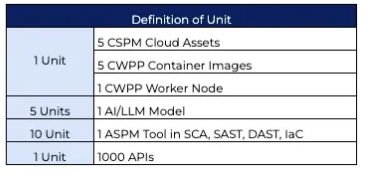 Definition of Unit
1 Unit
5 CSPM Cloud Assets
5 CWPP Container Images
1 CWPP Worker Node
5 Units
1 AI/LLM Model
10 Unit
1 ASPM Tool in SCA, SAST, DAST, IaC
1 Unit
1000 APIs